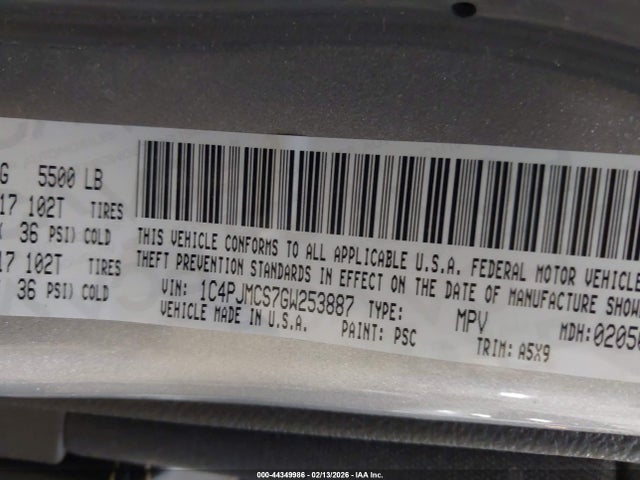 G 5500 LB
17 102T TIRES
36 PSI) COLD
17 102T TIRES
36 PSI) COLD
THIS VEHICLE CONFORMS TO ALL APPLICABLE U.S.A. FEDERAL MOTOR VEHICLE
THEFT PREVENTION STANDARDS IN EFFECT ON THE DATE OF MANUFACTURE SHOWN
VIN: 1C4PJMCS7GW253887 TYPE: MPV MDH:0205
VEHICLE MADE IN U.S.A. PAINT: PSC TRIM: A5X9
000-44349986 - 02/13/2026 - IAA Inc.